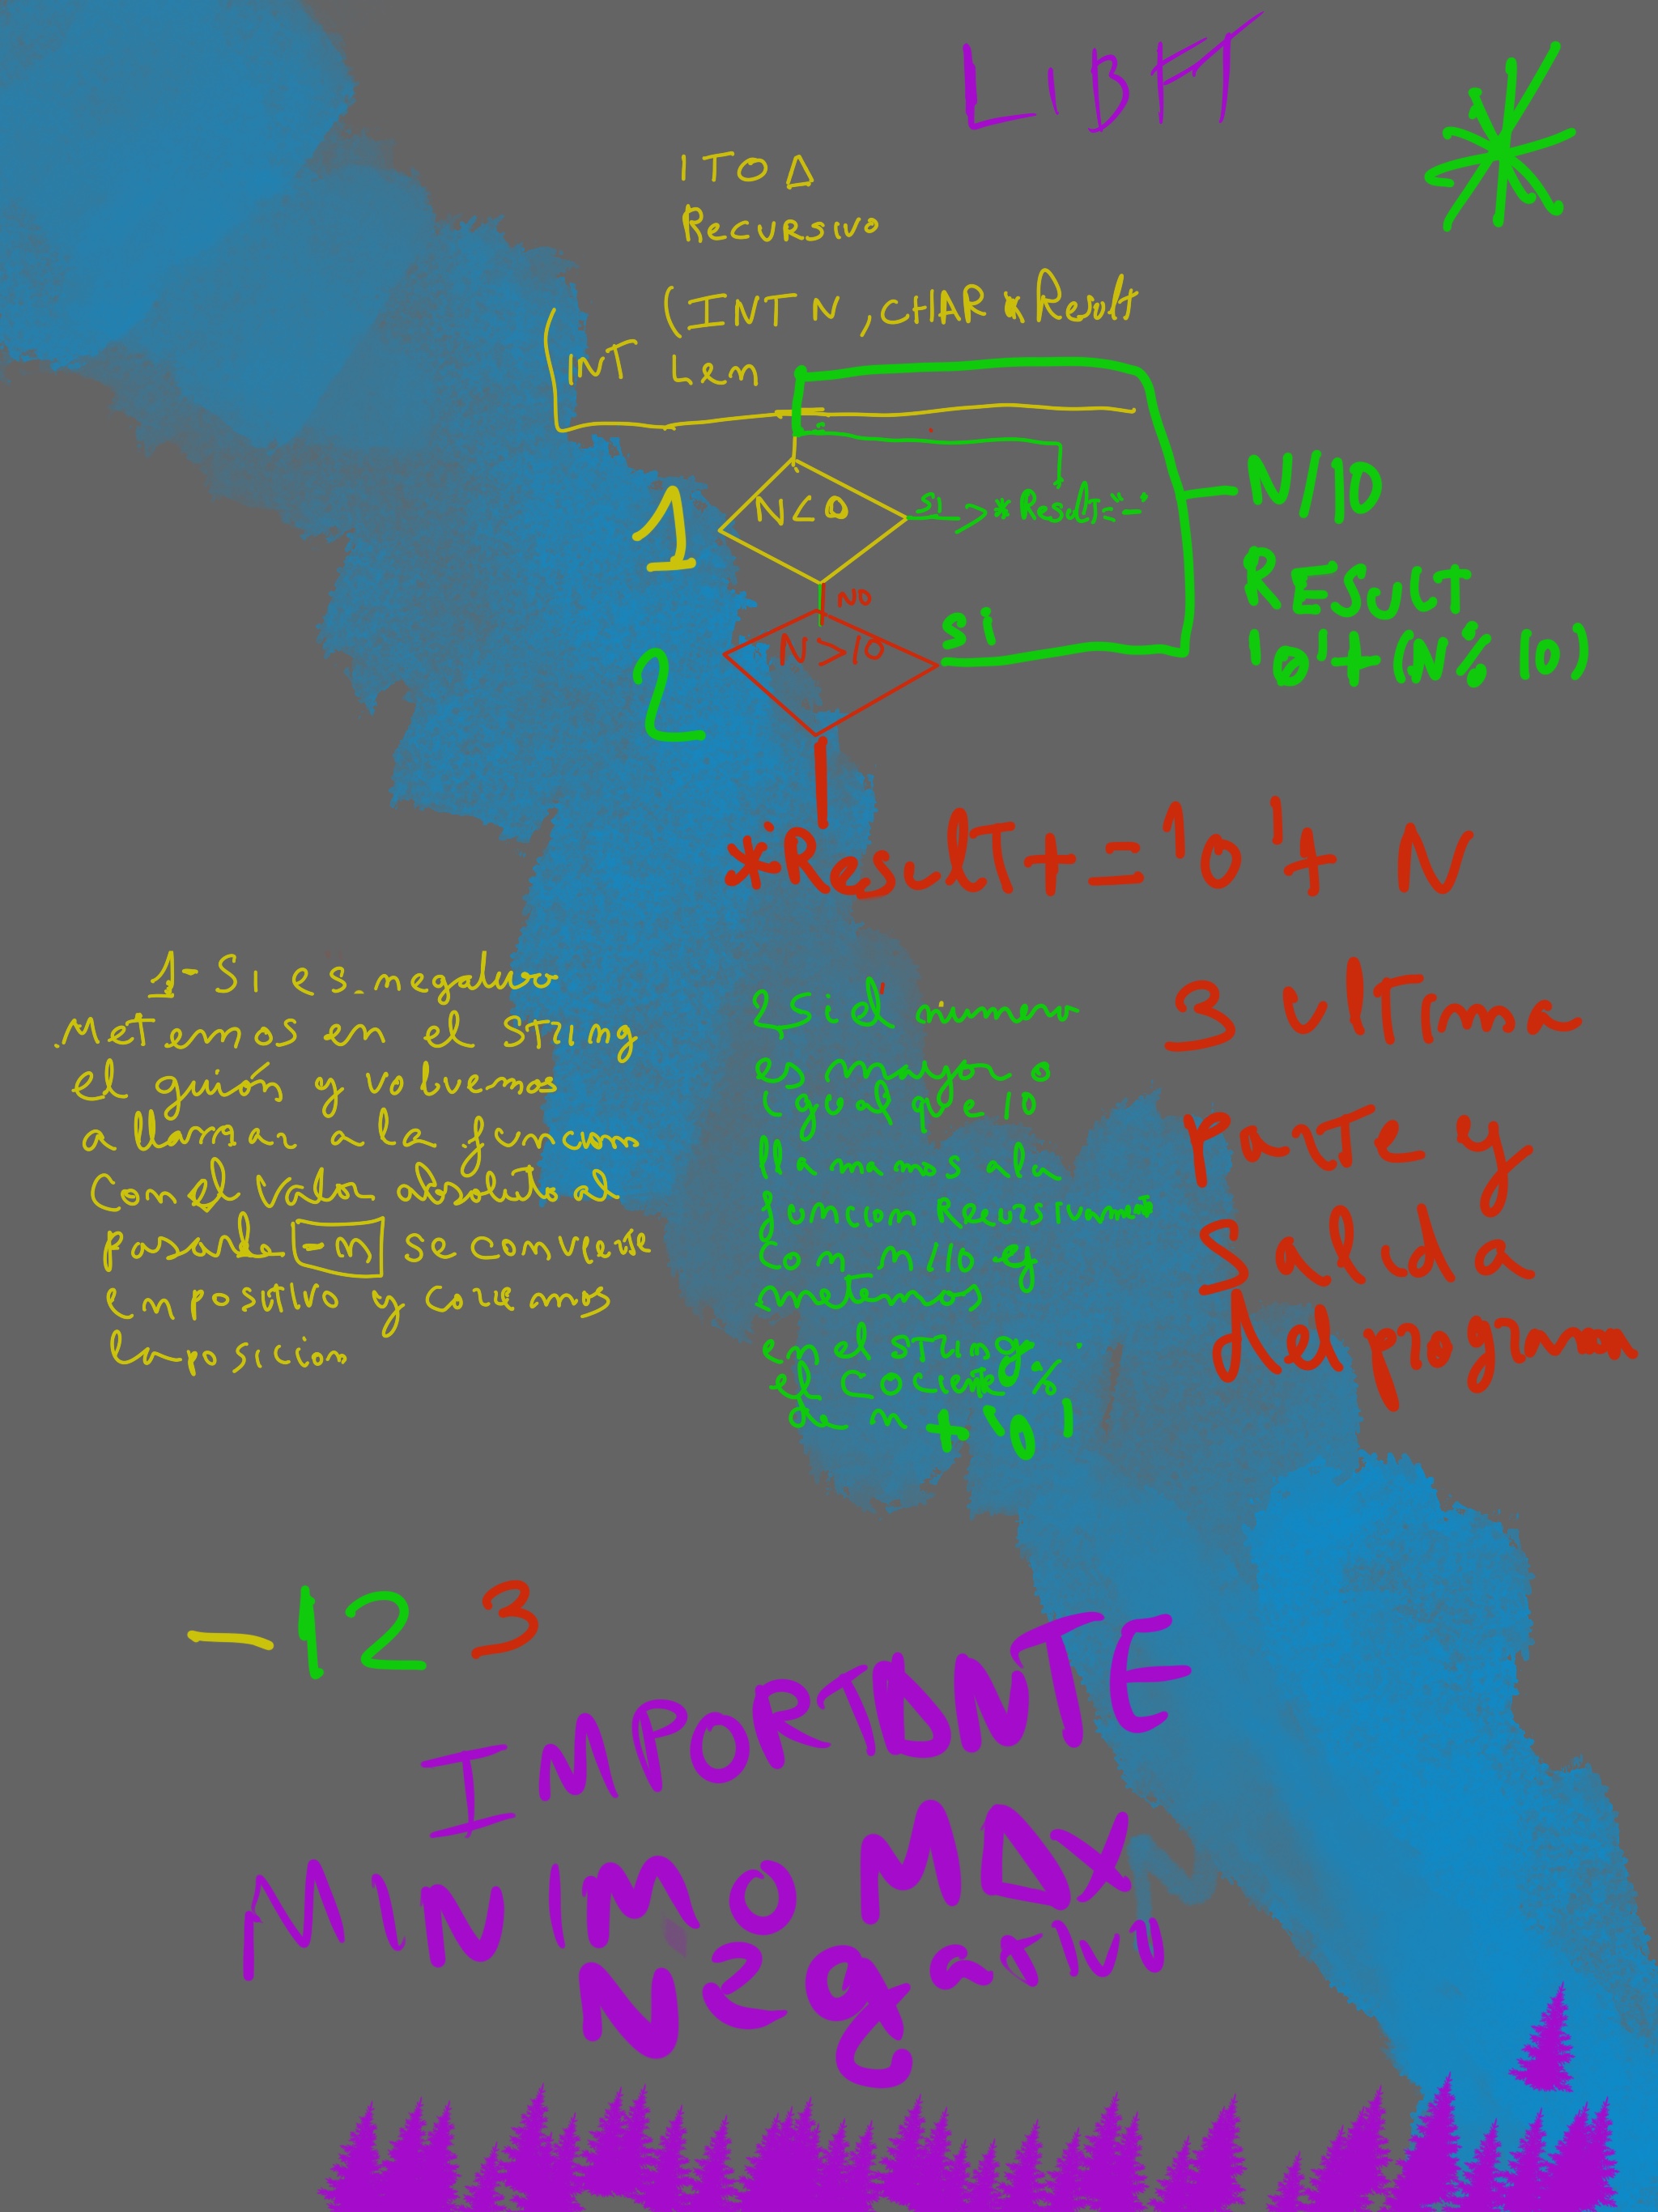 LIBFT
ITOA
Recursivo
(INT N, CHAR *Result
INT Len
1
N<0
si
*Result='-'
NO
2
N>10
si
N/10
RESULT
'0'+(N%10)
*Result+='0'+ N
1- Si es negativo
Metemos en el string
el guión y volvemos
a llamar a la funcion
Con el Valor absoluto al
pasarle -n se convierte
en positivo y corremos
la posicion
2 Si el numero
es mayor o
igual que 10
llamamos a la
funcion Recursivamente
Con n/10 y
metemos
en el string
el Cociente %
de n + '0'
3 ultima
parte y
Salida
del programa
-123
IMPORTANTE
MINIMO MAX
Negativo